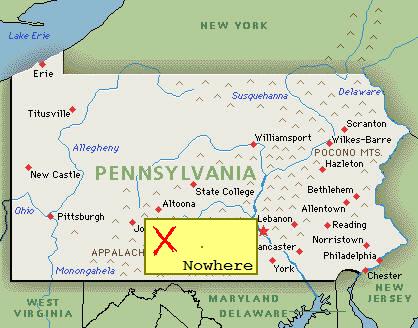 Lake Erie
NEW YORK
Erie
Susquehanna
Delaware
Titusville
Scranton
Williamsport
Wilkes-Barre
Allegheny
POCONO MTS.
New Castle
PENNSYLVANIA
Hazleton
State College
Bethlehem
Ohio
Altoona
Allentown
Pittsburgh
Lebanon
Reading
Jo
Norristown
APPALACH
ancaster
Philadelphia
Nowhere
York
Monongahela
Chester
WEST VIRGINIA
MARYLAND
DELAWARE
NEW JERSEY